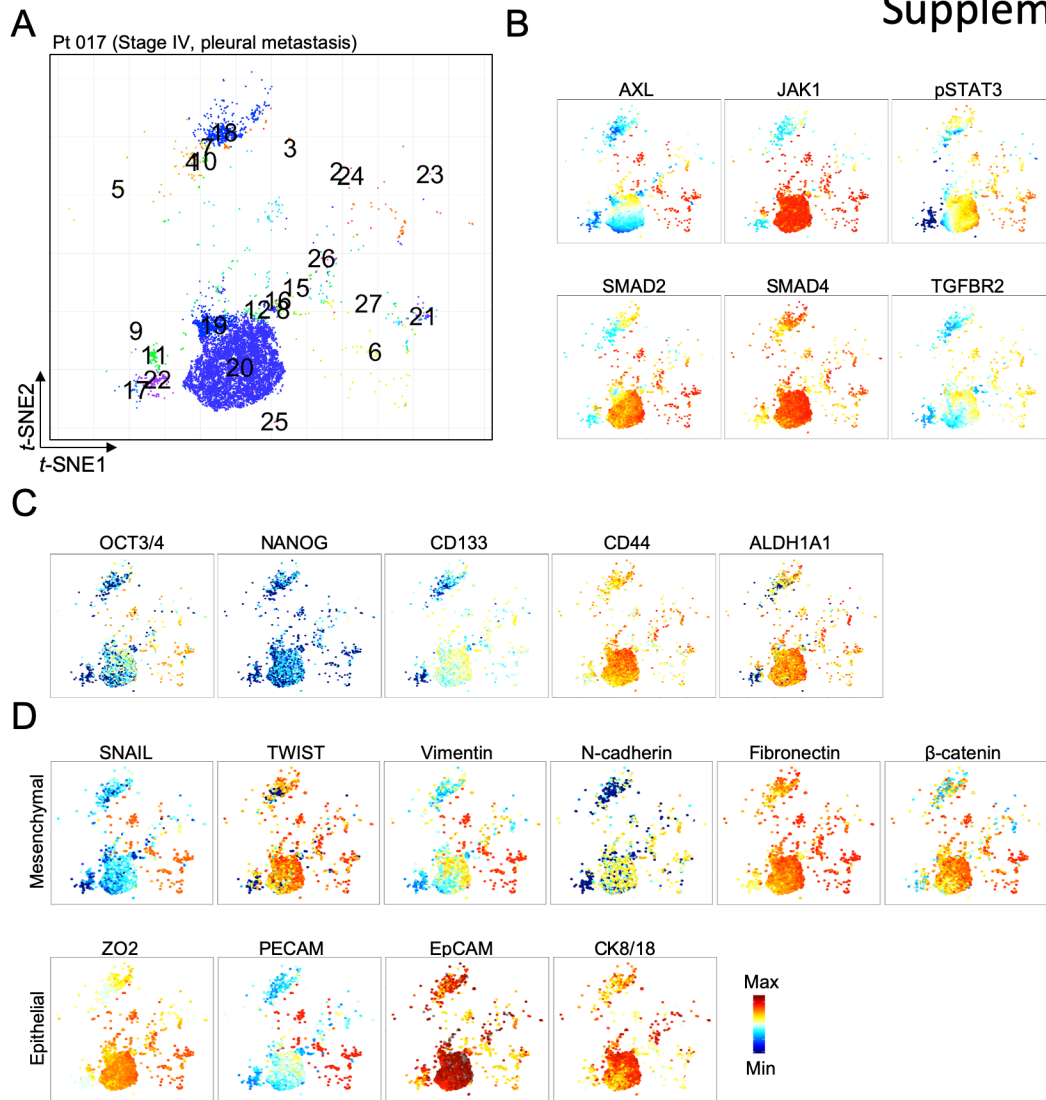 Supplem
A
B
Pt 017 (Stage IV, pleural metastasis)
18
7
4
10
3
5
2
24
23
26
15
16
12
8
27
21
19
9
11
6
20
22
17
25
t-SNE2
t-SNE1
AXL JAK1 pSTAT3
SMAD2 SMAD4 TGFBR2
C
OCT3/4 NANOG CD133 CD44 ALDH1A1
D
SNAIL TWIST Vimentin N-cadherin Fibronectin β-catenin
Mesenchymal
ZO2 PECAM EpCAM CK8/18
Epithelial
Max
Min